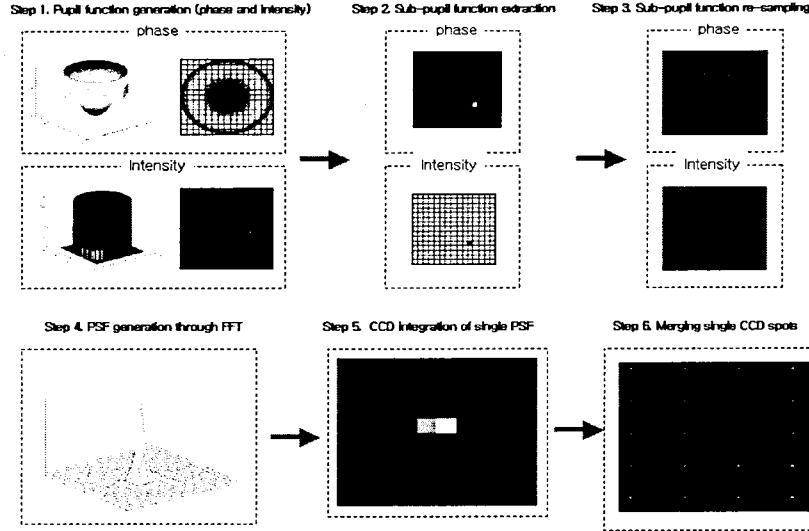 Step 1. Pupil function generation (phase and intensity)
Step 2. Sub-pupil function extraction
Step 3. Sub-pupil function re-sampling
phase
phase
phase
Intensity
Intensity
Intensity
Step 4. PSF generation through FFT
Step 5. CCD integration of single PSF
Step 6. Merging single CCD spots